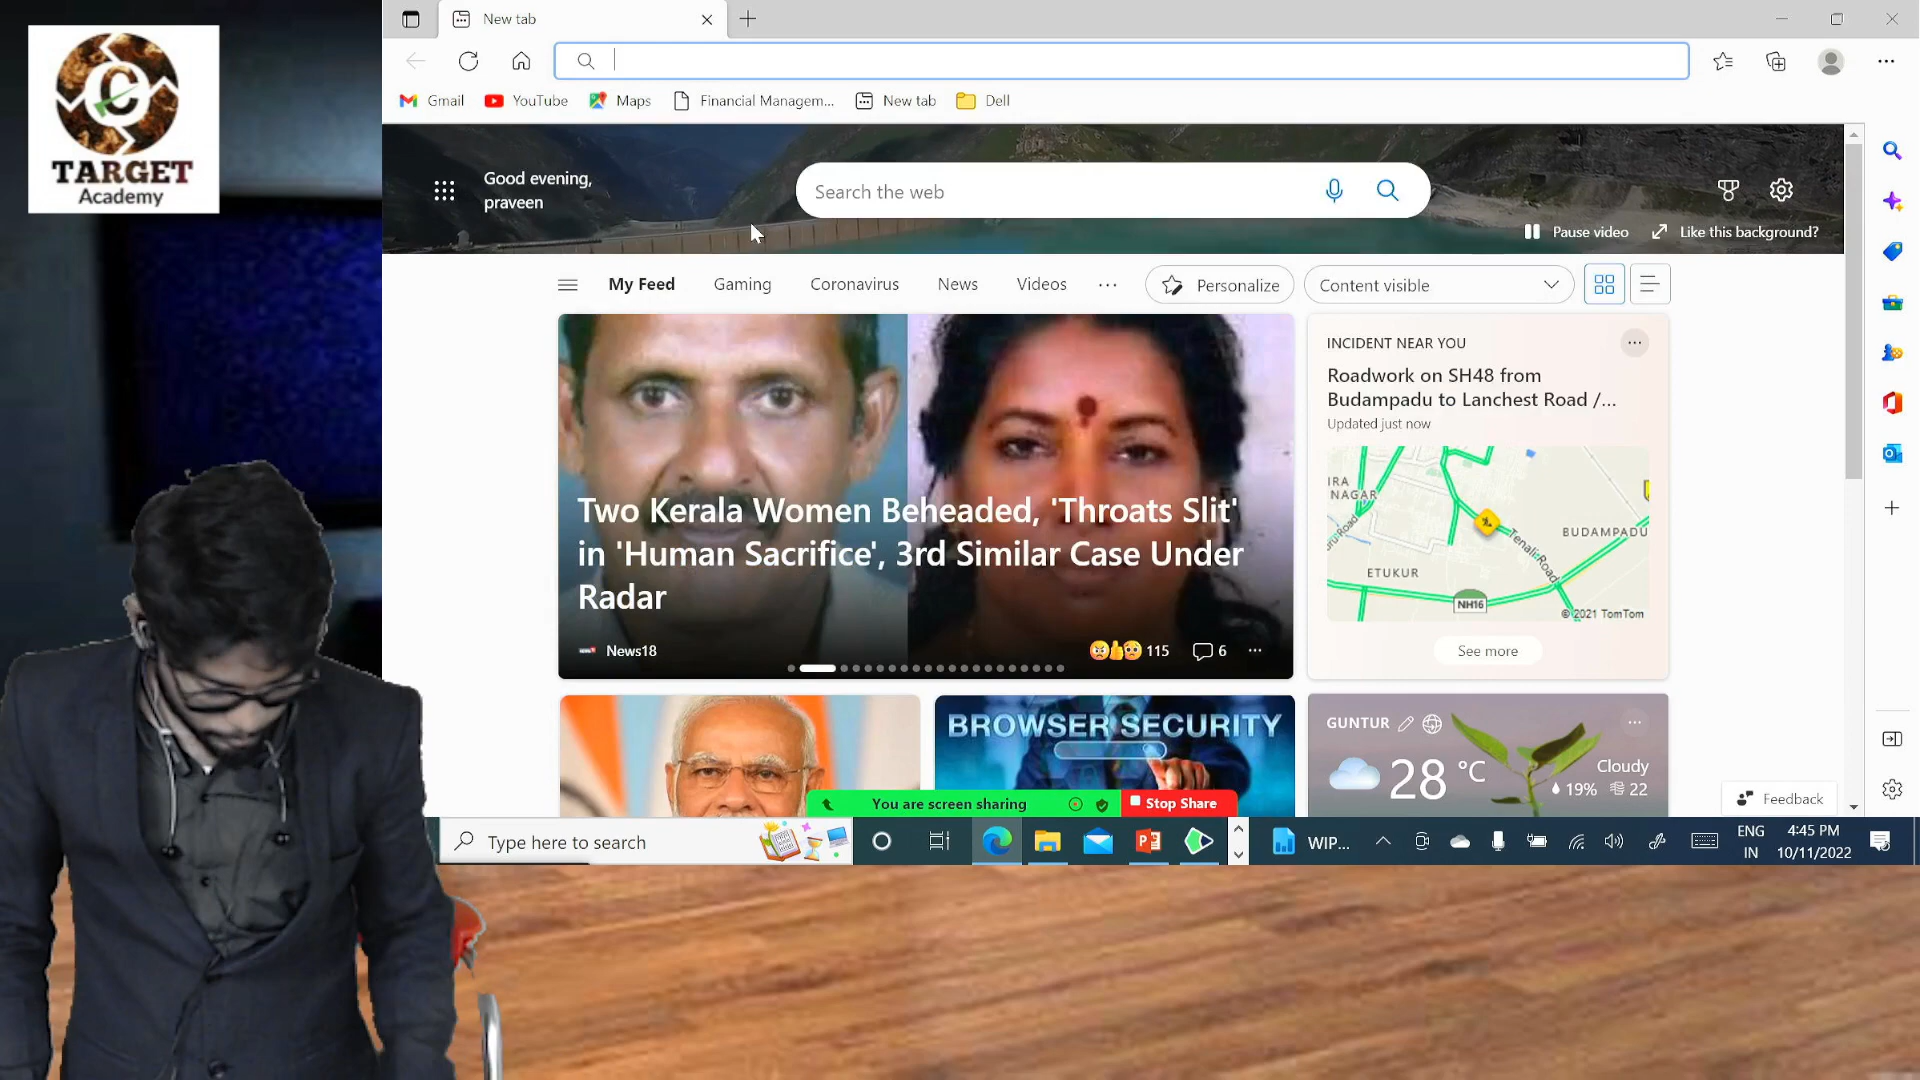 TARGET
Academy
New tab
Gmail
YouTube
Maps
Financial Managem...
New tab
Dell
Good evening,
praveen
Search the web
Pause video
Like this background?
My Feed
Gaming
Coronavirus
News
Videos
Personalize
Content visible
Two Kerala Women Beheaded, 'Throats Slit'
in 'Human Sacrifice', 3rd Similar Case Under
Radar
News18
115
6
INCIDENT NEAR YOU
Roadwork on SH48 from
Budampadu to Lanchest Road /...
Updated just now
IRA
NAGAR
BUDAMPADU
Tenali Road
ETUKUR
NH16
© 2021 TomTom
See more
BROWSER SECURITY
GUNTUR
28 °C
Cloudy
19%
22
Feedback
You are screen sharing
Stop Share
Type here to search
WIP...
ENG
IN
4:45 PM
10/11/2022